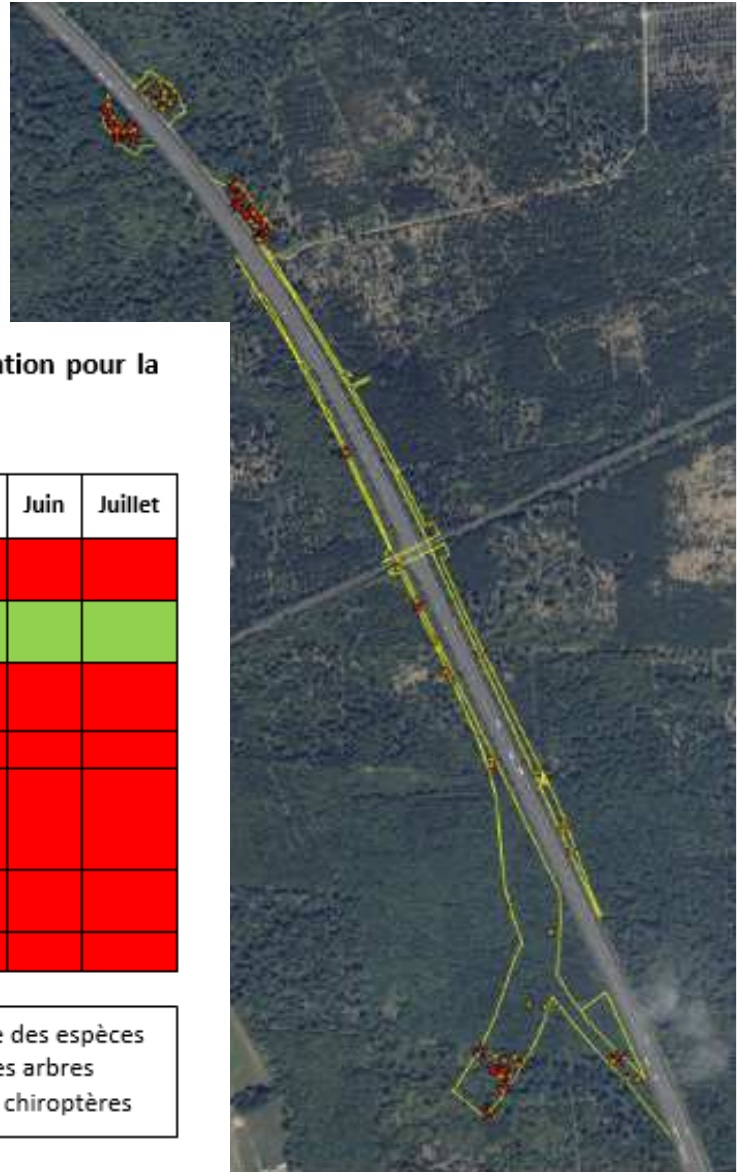 ation pour la
Juin Juillet
e des espèces
es arbres
chiroptères